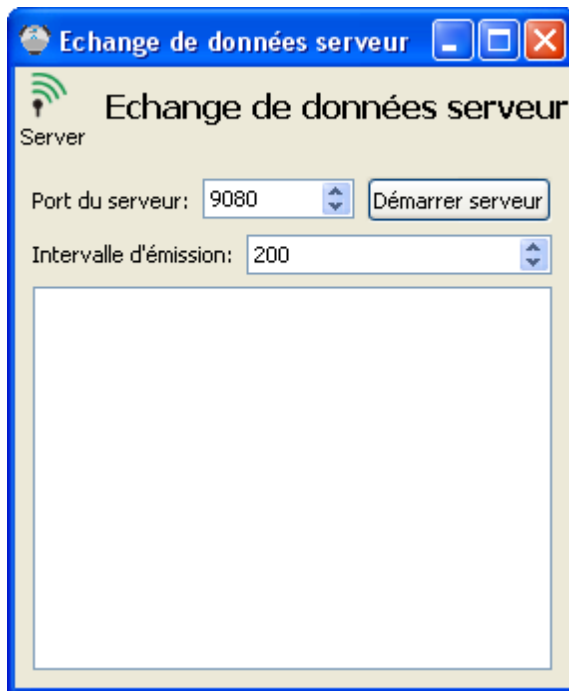 Echange de données serveur
Echange de données serveur
Server
Port du serveur: 9080 Démarrer serveur
Intervalle d'émission: 200